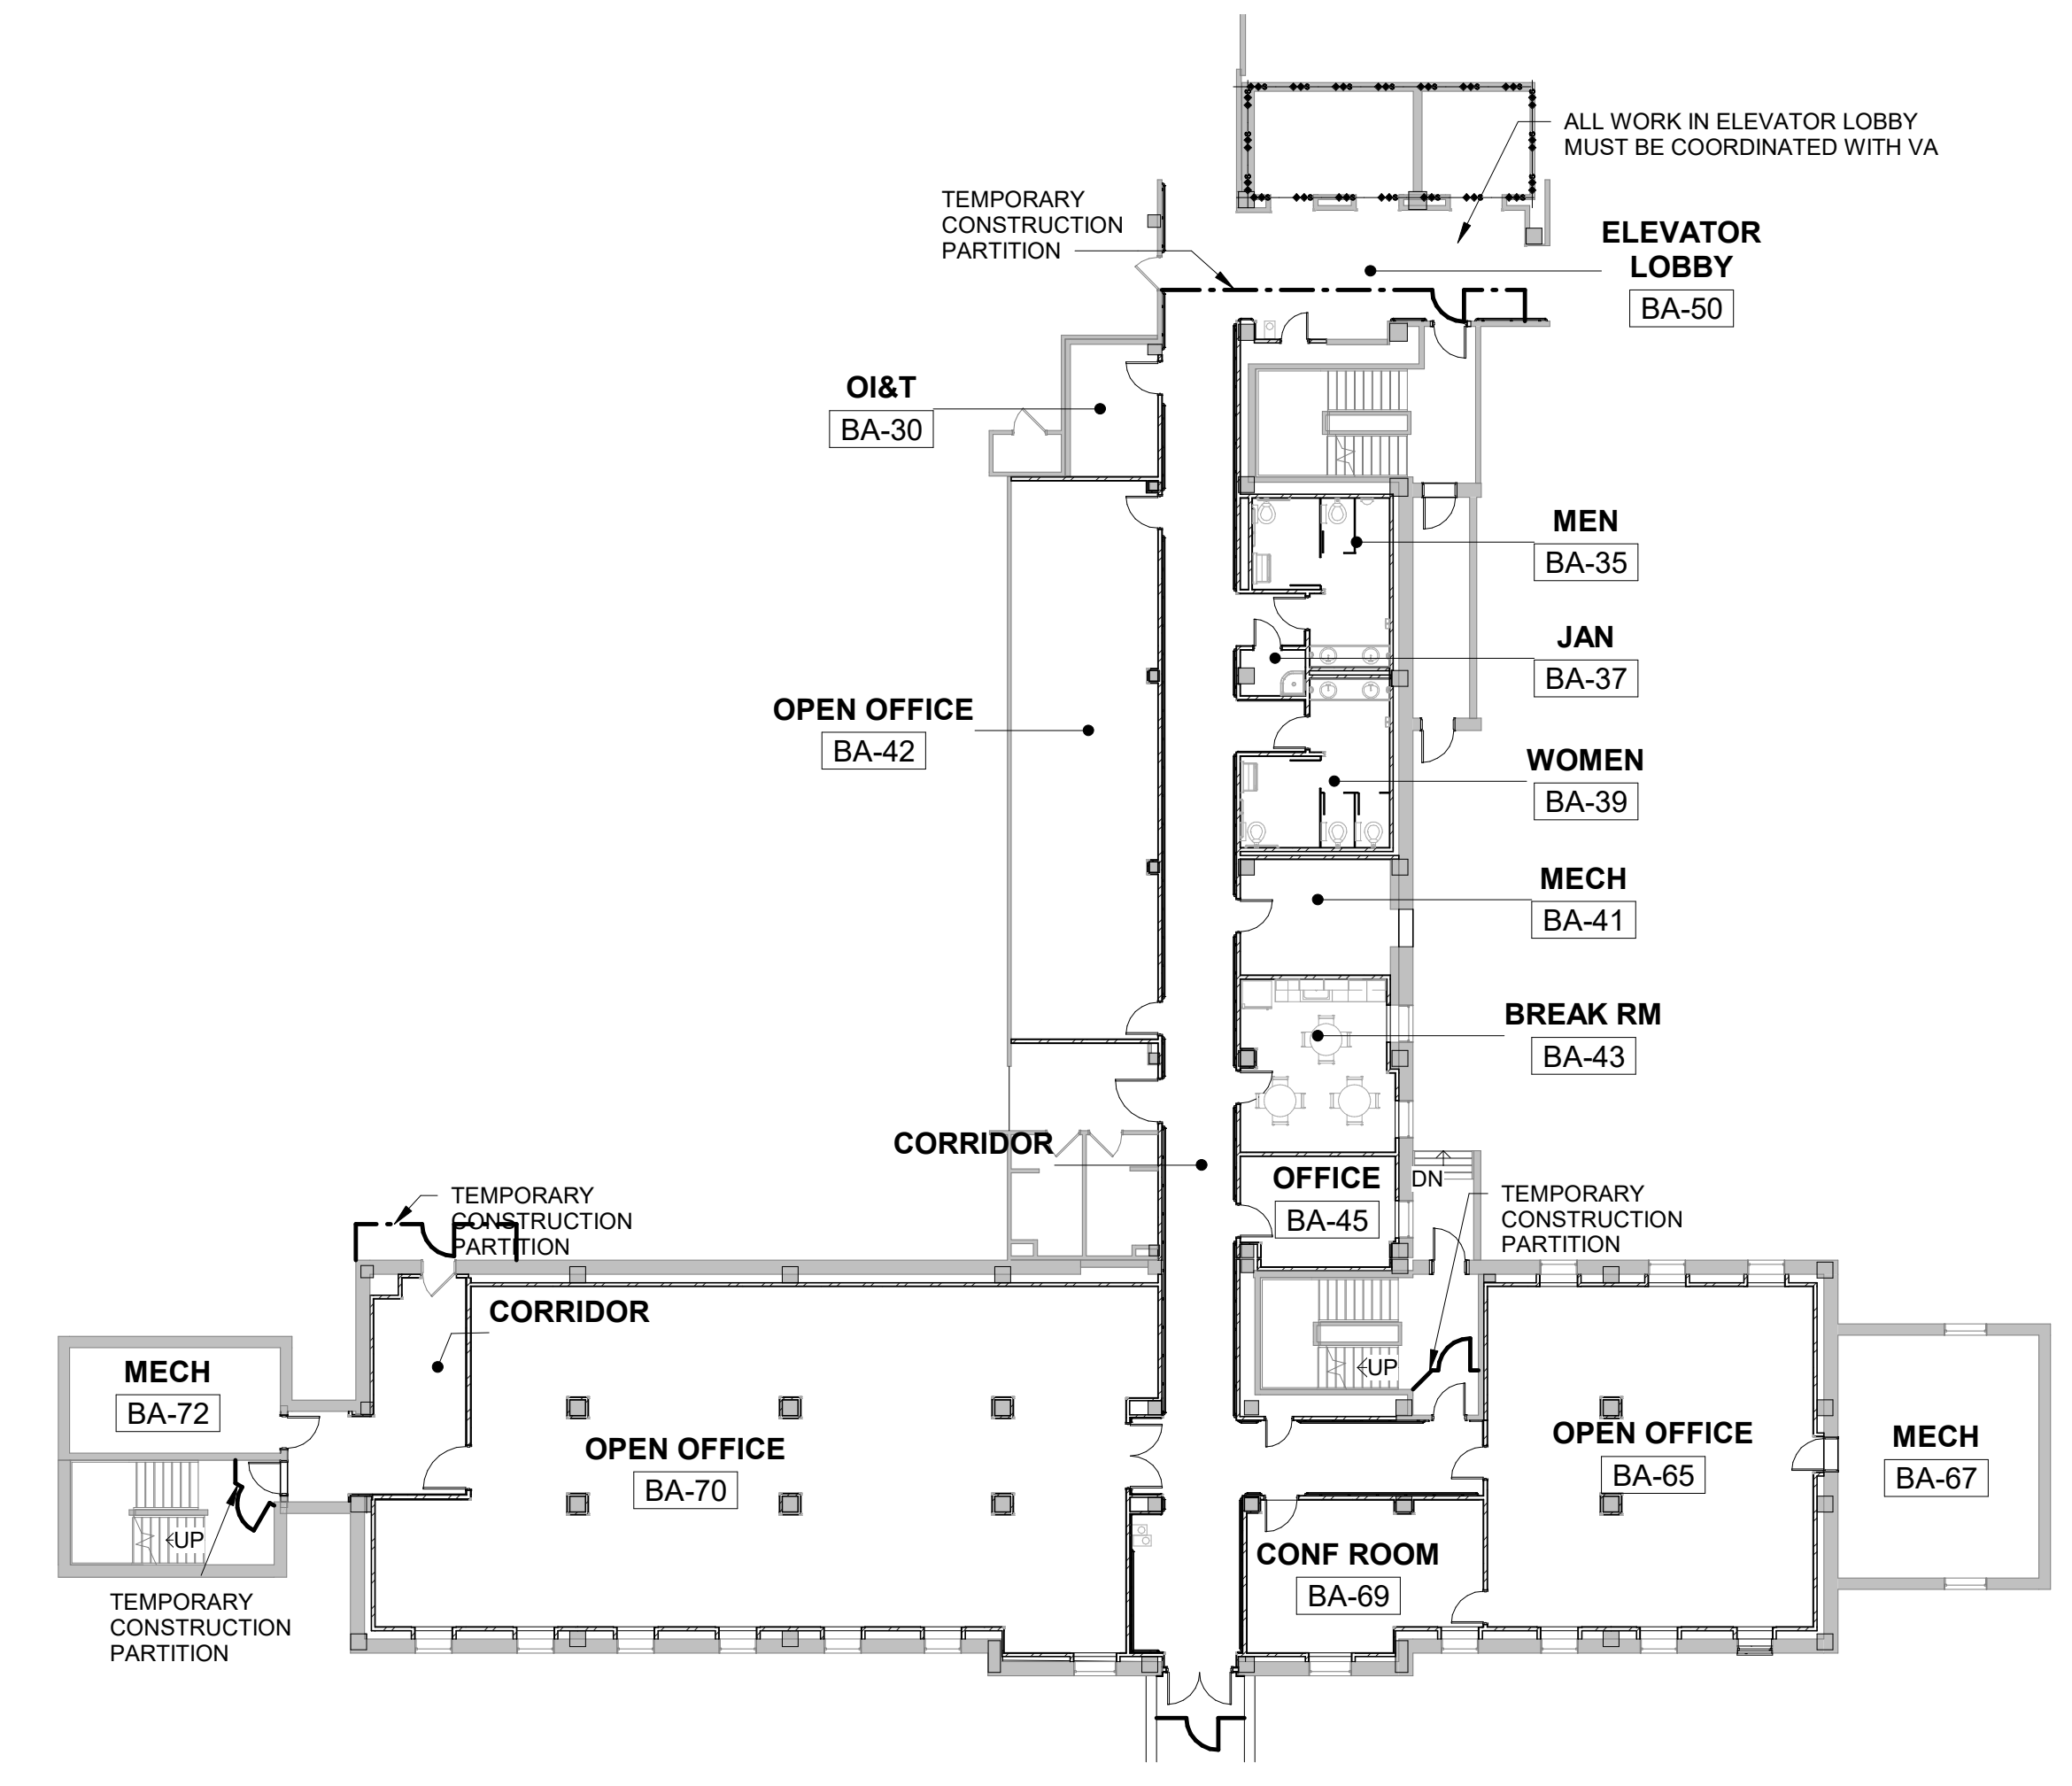 ALL WORK IN ELEVATOR LOBBY
MUST BE COORDINATED WITH VA
TEMPORARY
CONSTRUCTION
PARTITION
ELEVATOR
LOBBY
BA-50
OI&T
BA-30
MEN
BA-35
JAN
BA-37
OPEN OFFICE
BA-42
WOMEN
BA-39
MECH
BA-41
BREAK RM
BA-43
CORRIDOR
OFFICE
BA-45
DN
TEMPORARY
CONSTRUCTION
PARTITION
TEMPORARY
CONSTRUCTION
PARTITION
CORRIDOR
MECH
BA-72
UP
OPEN OFFICE
BA-70
OPEN OFFICE
BA-65
MECH
BA-67
UP
CONF ROOM
BA-69
TEMPORARY
CONSTRUCTION
PARTITION